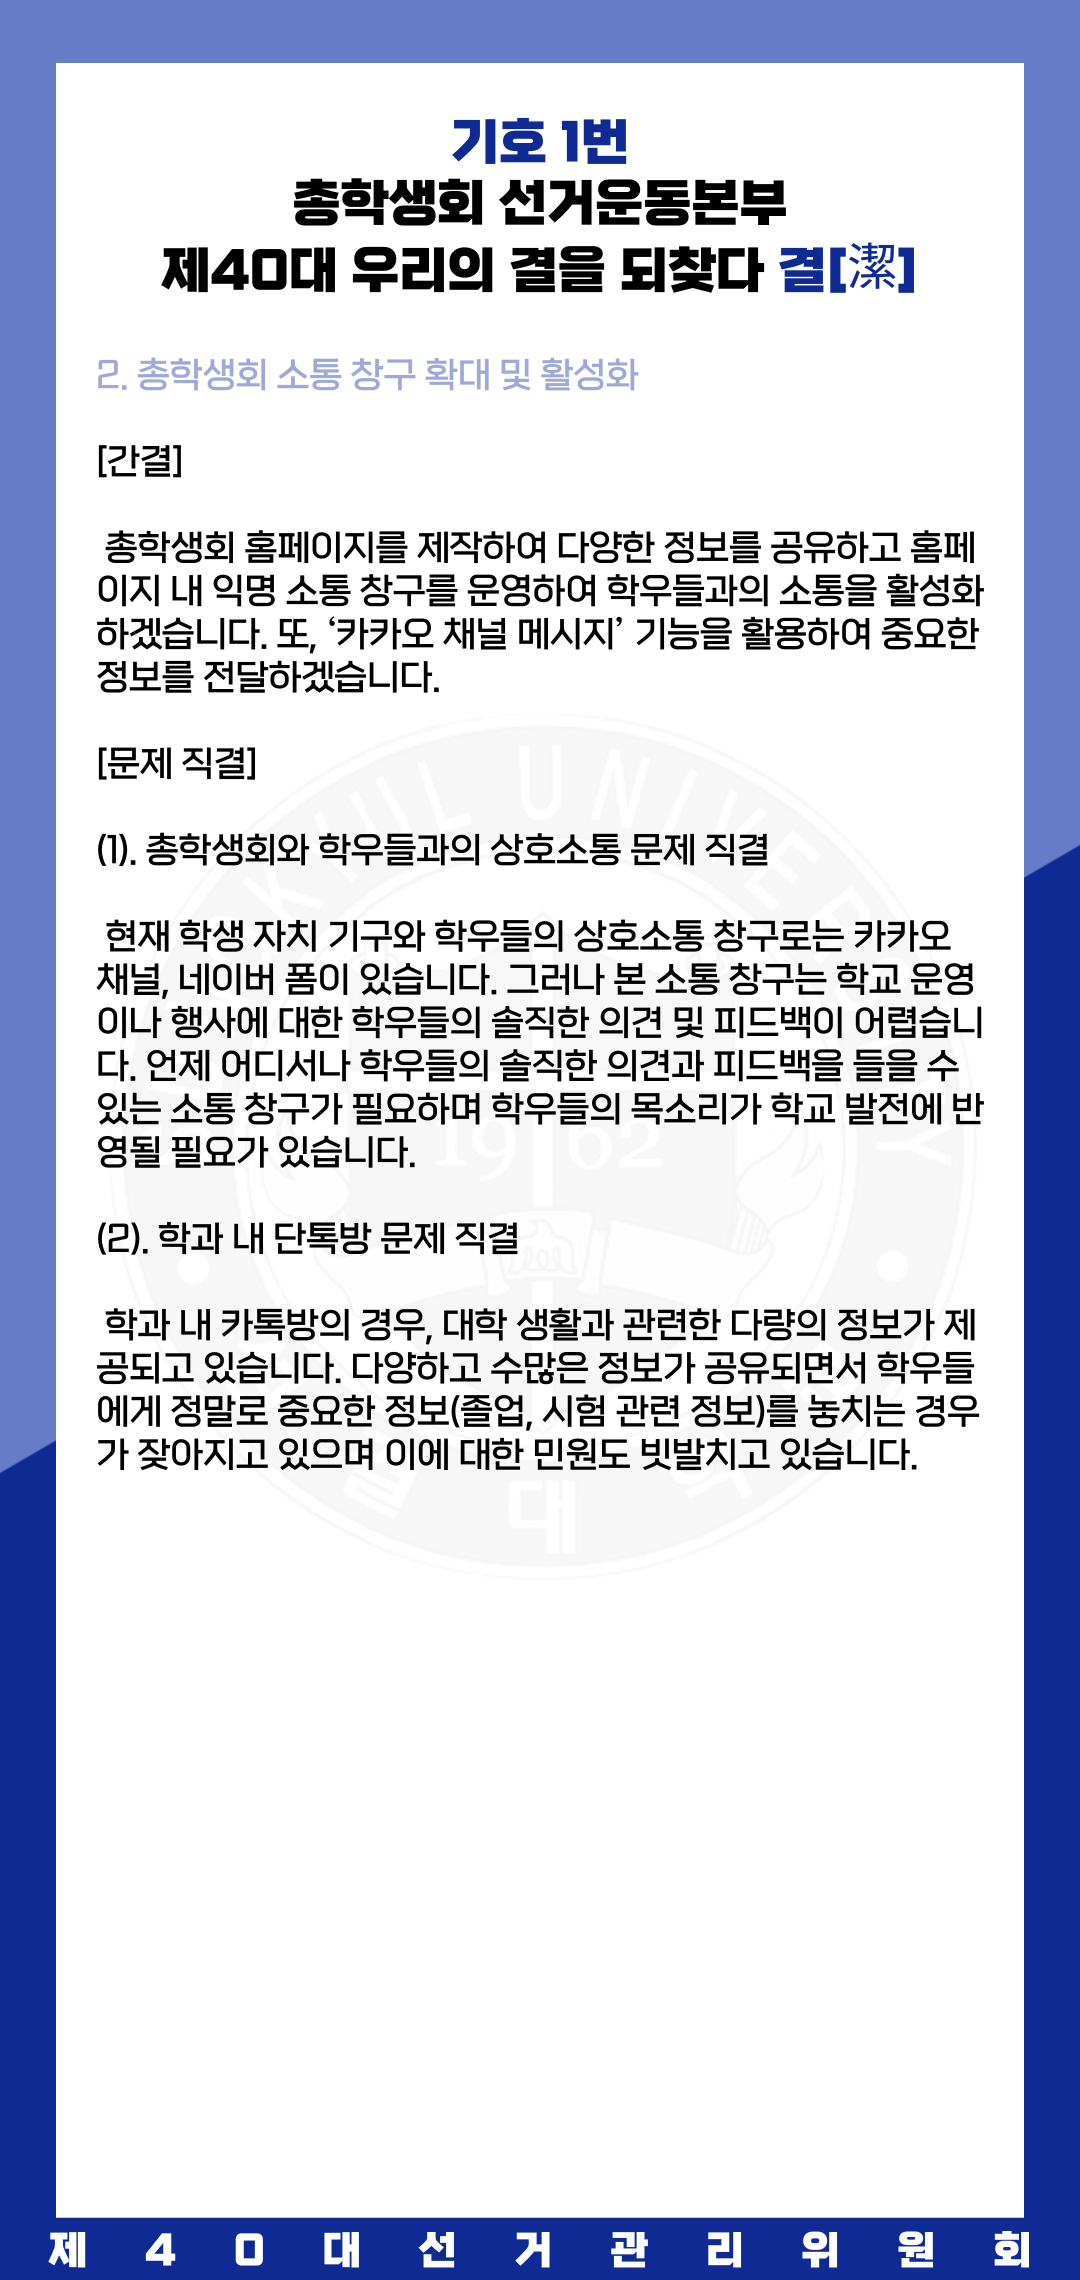 기호 1번
총학생회 선거운동본부
제40대 우리의 결을 되찾다 결[潔]
2. 총학생회 소통 창구 확대 및 활성화
[간결]
총학생회 홈페이지를 제작하여 다양한 정보를 공유하고 홈페
이지 내 익명 소통 창구를 운영하여 학우들과의 소통을 활성화
하겠습니다. 또, ‘카카오 채널 메시지’ 기능을 활용하여 중요한
정보를 전달하겠습니다.
[문제 직결]
(1). 총학생회와 학우들과의 상호소통 문제 직결
현재 학생 자치 기구와 학우들의 상호소통 창구로는 카카오
채널, 네이버 폼이 있습니다. 그러나 본 소통 창구는 학교 운영
이나 행사에 대한 학우들의 솔직한 의견 및 피드백이 어렵습니
다. 언제 어디서나 학우들의 솔직한 의견과 피드백을 들을 수
있는 소통 창구가 필요하며 학우들의 목소리가 학교 발전에 반
영될 필요가 있습니다.
19 62
(2). 학과 내 단톡방 문제 직결
학과 내 카톡방의 경우, 대학 생활과 관련한 다량의 정보가 제
공되고 있습니다. 다양하고 수많은 정보가 공유되면서 학우들
에게 정말로 중요한 정보(졸업, 시험 관련 정보)를 놓치는 경우
가 잦아지고 있으며 이에 대한 민원도 빗발치고 있습니다.
대
제40대선거관리위원회